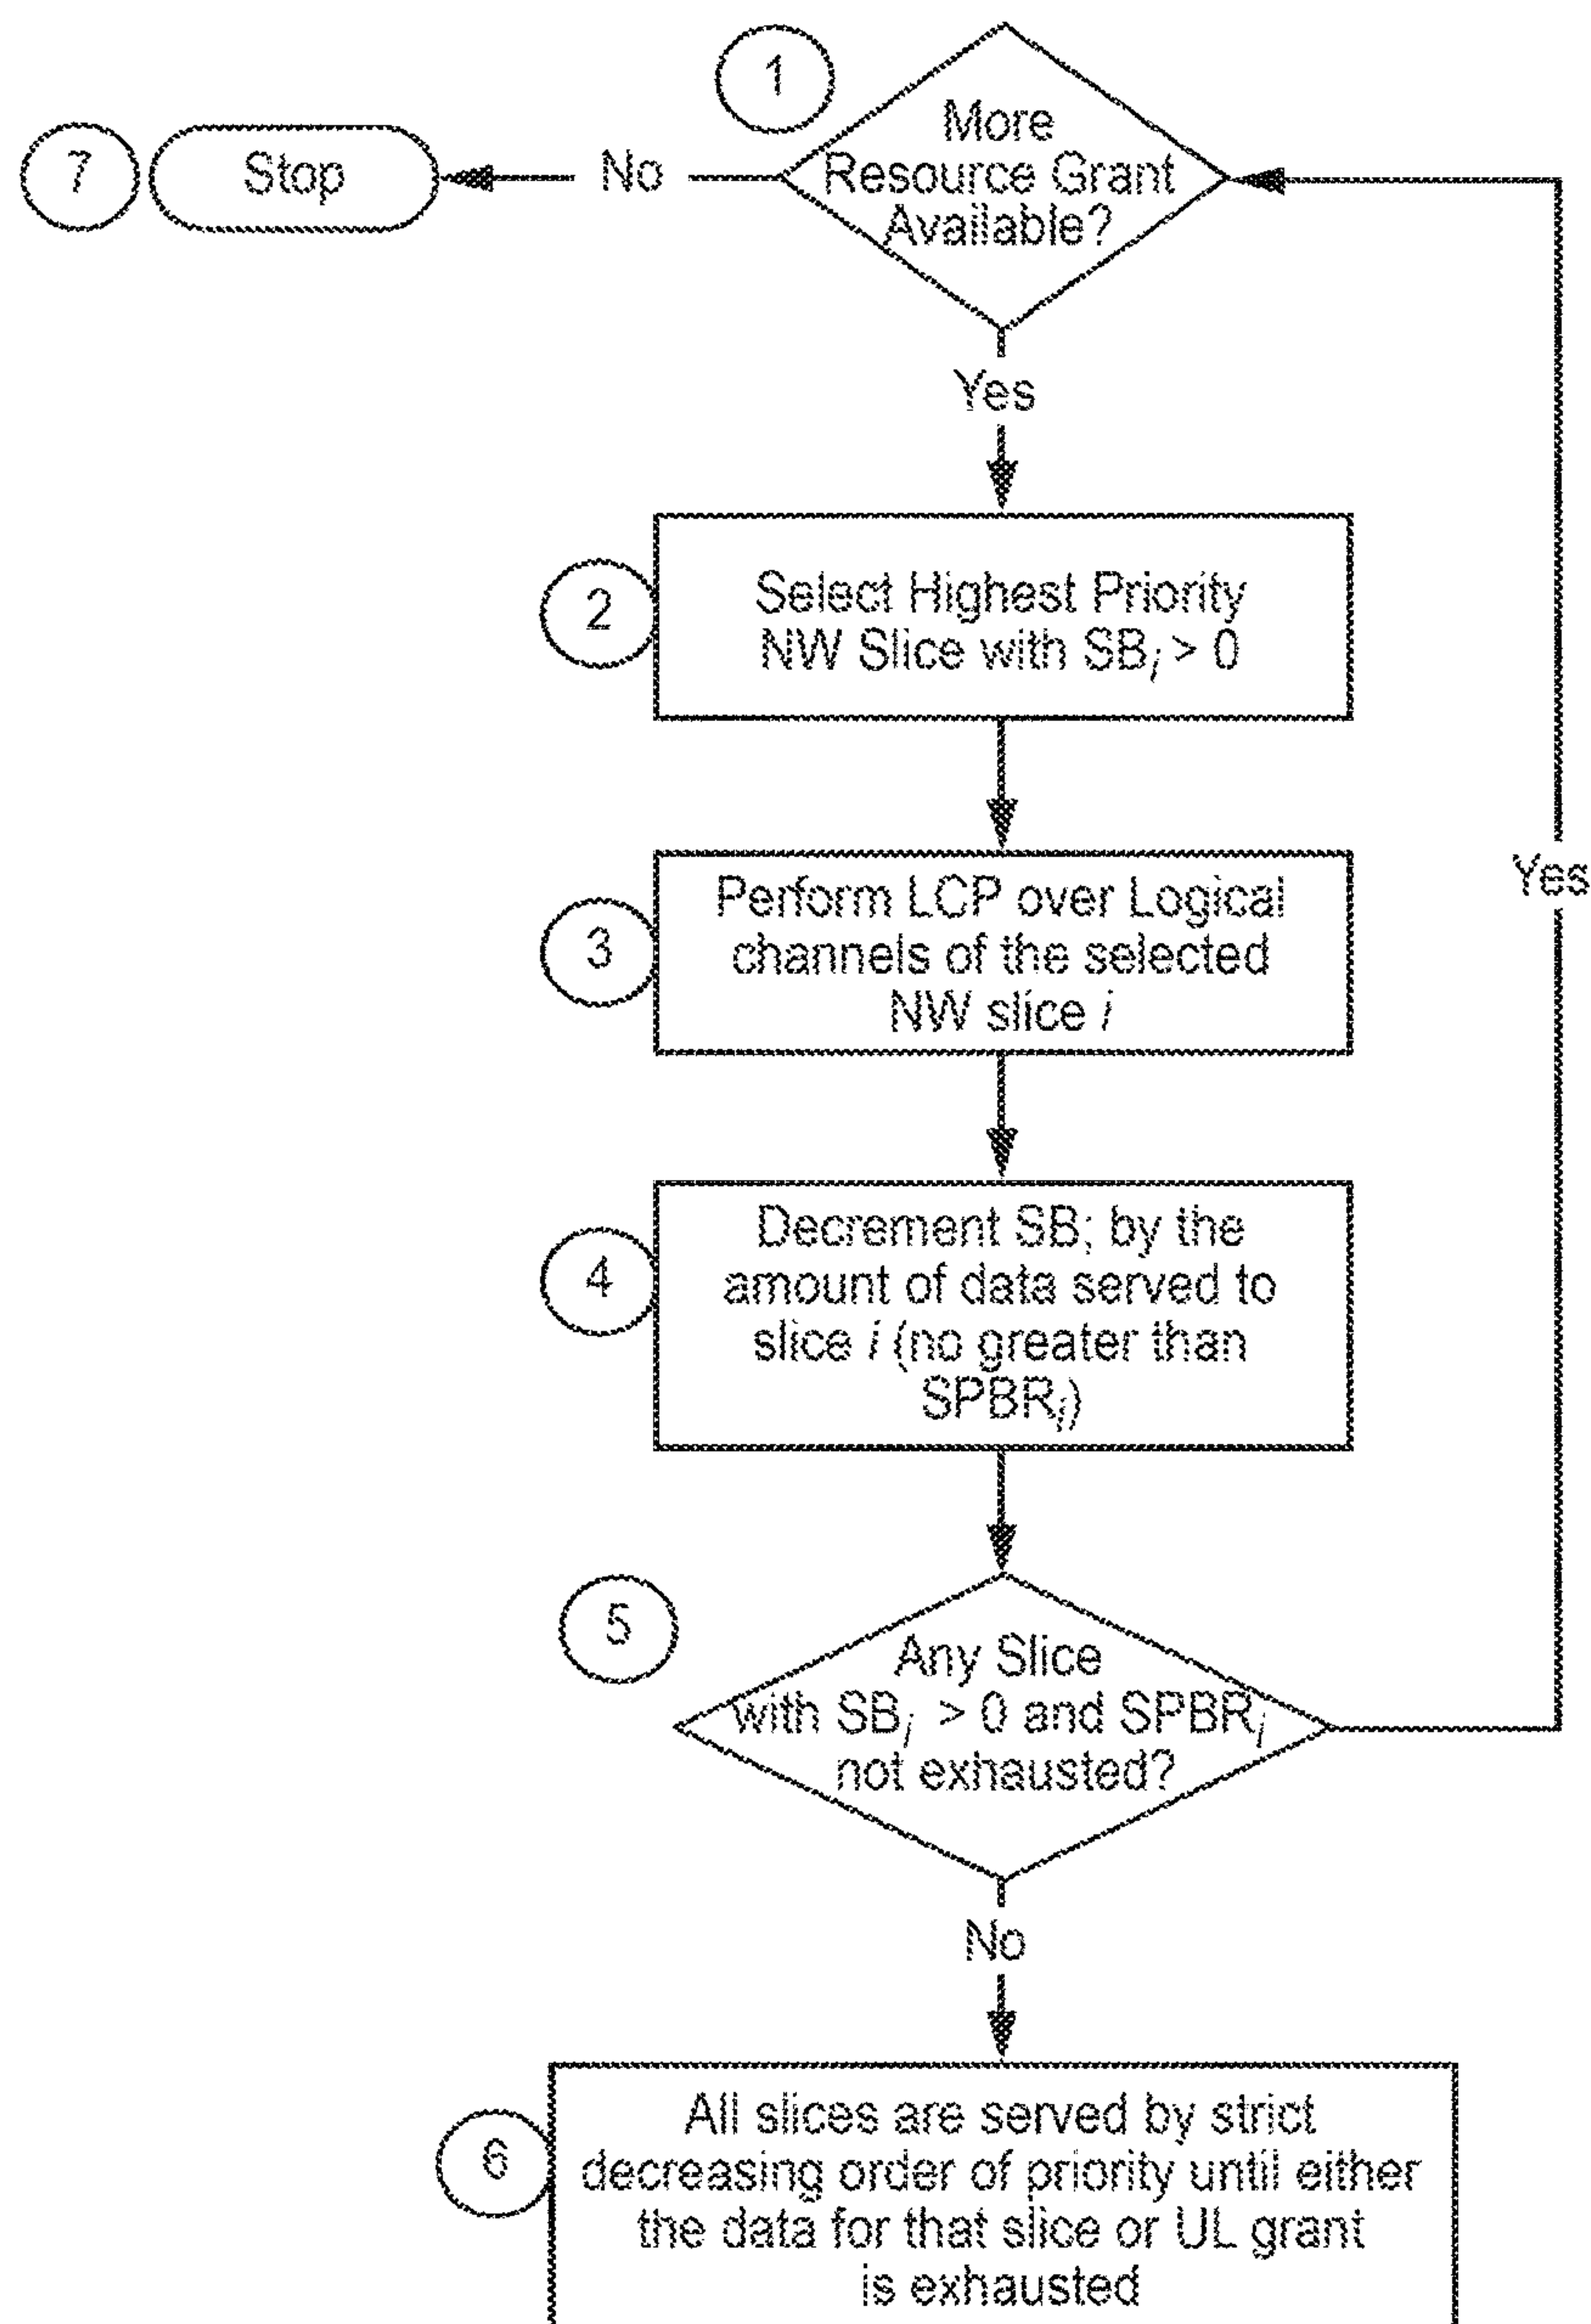 1
More
Resource Grant
Available?
7
Stop
No
Yes
2
Select Highest Priority
NW Slice with SBi > 0
3
Perform LCP over Logical
channels of the selected
NW slice i
Yes
4
Decrement SB; by the
amount of data served to
slice i (no greater than
SPBRi)
5
Any Slice
with SBi > 0 and SPBRi
not exhausted?
No
6
All slices are served by strict
decreasing order of priority until either
the data for that slice or UL grant
is exhausted